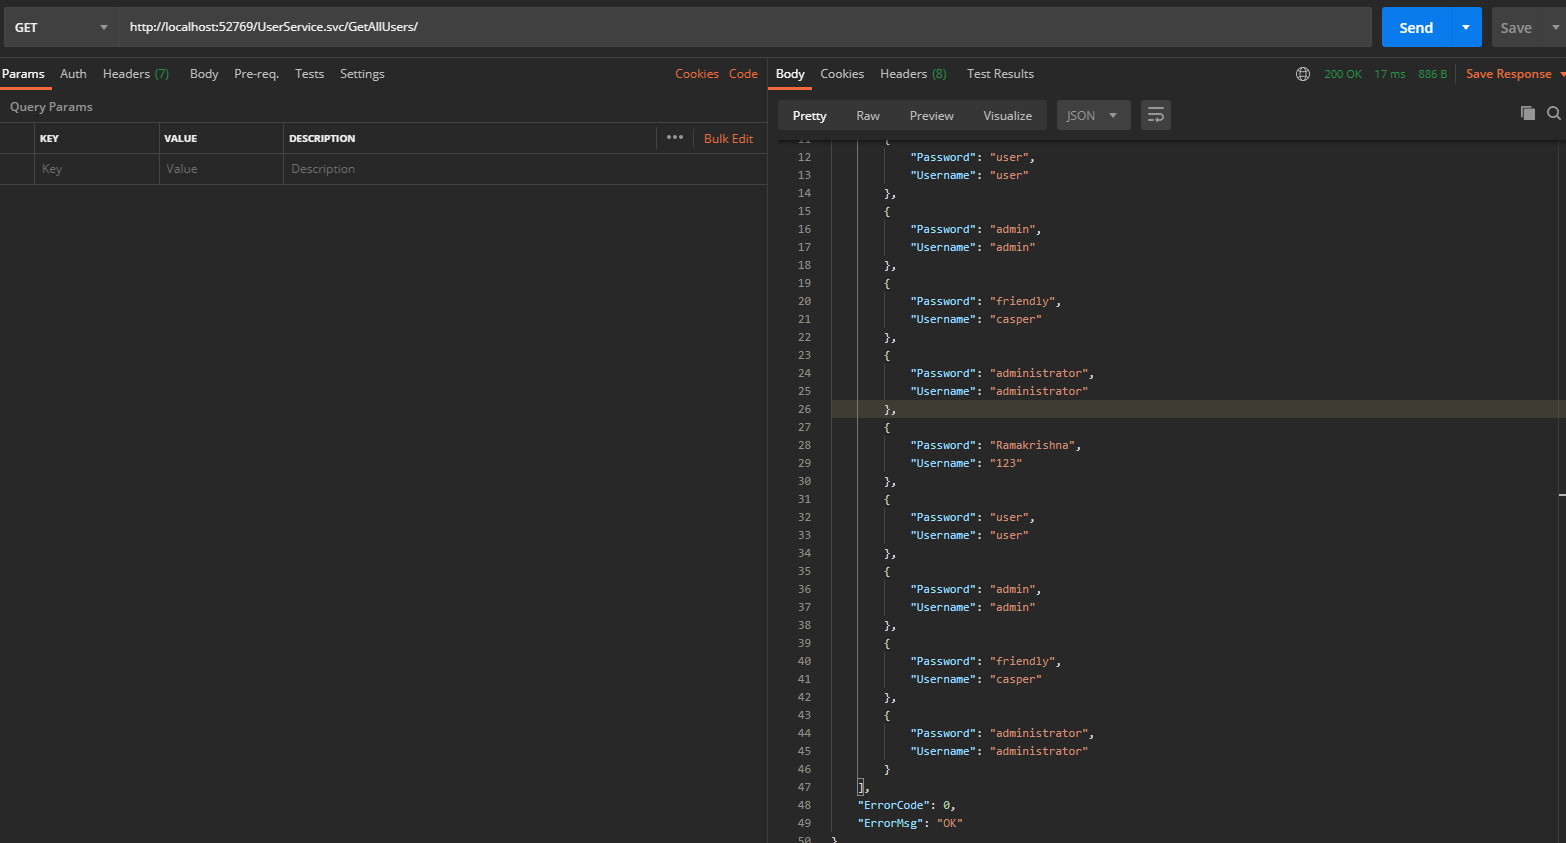 GET http://localhost:52769/UserService.svc/GetAllUsers/ Send Save
Params Auth Headers (7) Body Pre-req. Tests Settings Cookies Code
Query Params
KEY VALUE DESCRIPTION ••• Bulk Edit
Key Value Description
Body Cookies Headers (8) Test Results 200 OK 17 ms 886 B Save Response
Pretty Raw Preview Visualize JSON
11 {
12 "Password": "user",
13 "Username": "user"
14 },
15 {
16 "Password": "admin",
17 "Username": "admin"
18 },
19 {
20 "Password": "friendly",
21 "Username": "casper"
22 },
23 {
24 "Password": "administrator",
25 "Username": "administrator"
26 },
27 {
28 "Password": "Ramakrishna",
29 "Username": "123"
30 },
31 {
32 "Password": "user",
33 "Username": "user"
34 },
35 {
36 "Password": "admin",
37 "Username": "admin"
38 },
39 {
40 "Password": "friendly",
41 "Username": "casper"
42 },
43 {
44 "Password": "administrator",
45 "Username": "administrator"
46 }
47 ],
48 "ErrorCode": 0,
49 "ErrorMsg": "OK"
50 }